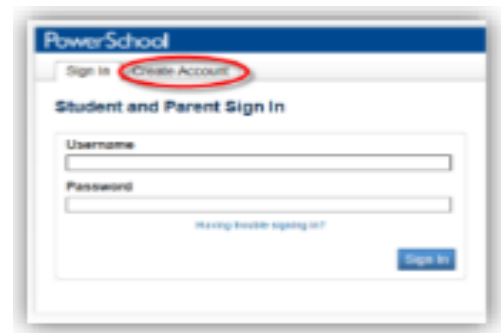 PowerSchool
Sign In Create Account
Student and Parent Sign In
Username
Password
Having trouble signing in?
Sign In